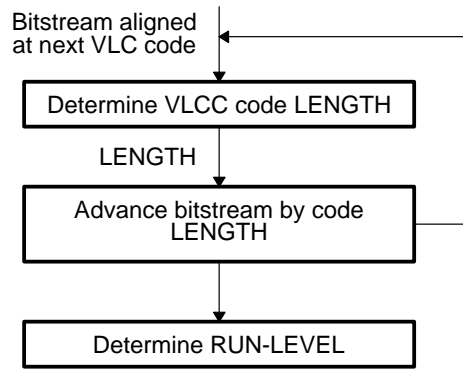 Bitstream aligned
at next VLC code
Determine VLCC code LENGTH
LENGTH
Advance bitstream by code
LENGTH
Determine RUN-LEVEL